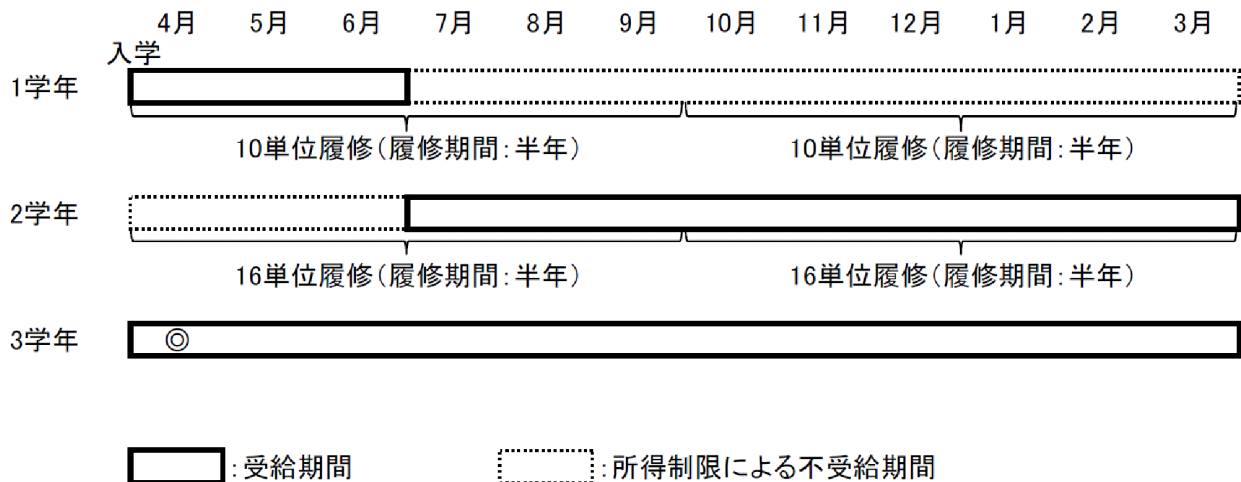 4月 5月 6月 7月 8月 9月 10月 11月 12月 1月 2月 3月
入学
1学年
10単位履修(履修期間:半年) 10単位履修(履修期間:半年)
2学年
16単位履修(履修期間:半年) 16単位履修(履修期間:半年)
3学年 ◎
:受給期間 :所得制限による不受給期間